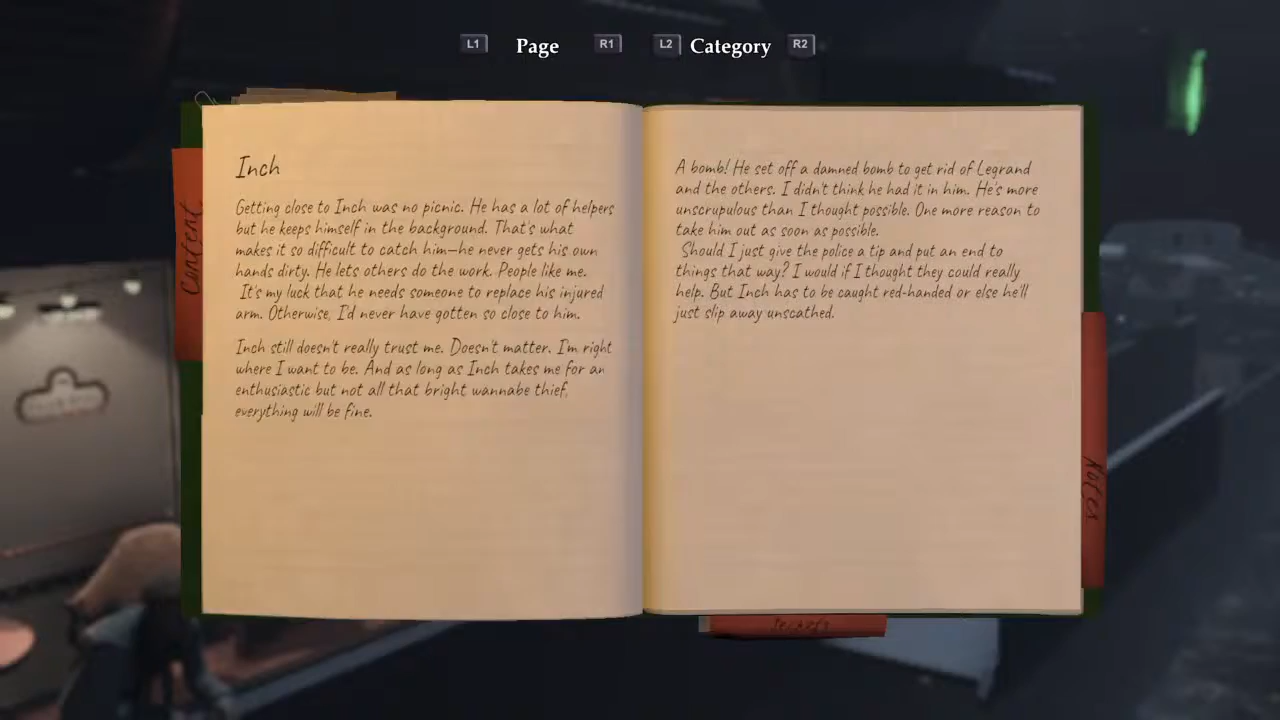 L1 Page R1 L2 Category R2
Content
Inch
Getting close to Inch was no picnic. He has a lot of helpers
but he keeps himself in the background. That's what
makes it so difficult to catch him—he never gets his own
hands dirty. He lets others do the work. People like me.
It's my luck that he needs someone to replace his injured
arm. Otherwise, I'd never have gotten so close to him.
Inch still doesn't really trust me. Doesn't matter. I'm right
where I want to be. And as long as Inch takes me for an
enthusiastic but not all that bright wannabe thief,
everything will be fine.
A bomb! He set off a damned bomb to get rid of Legrand
and the others. I didn't think he had it in him. He's more
unscrupulous than I thought possible. One more reason to
take him out as soon as possible.
Should I just give the police a tip and put an end to
things that way? I would if I thought they could really
help. But Inch has to be caught red-handed or else he'll
just slip away unscathed.
Notes